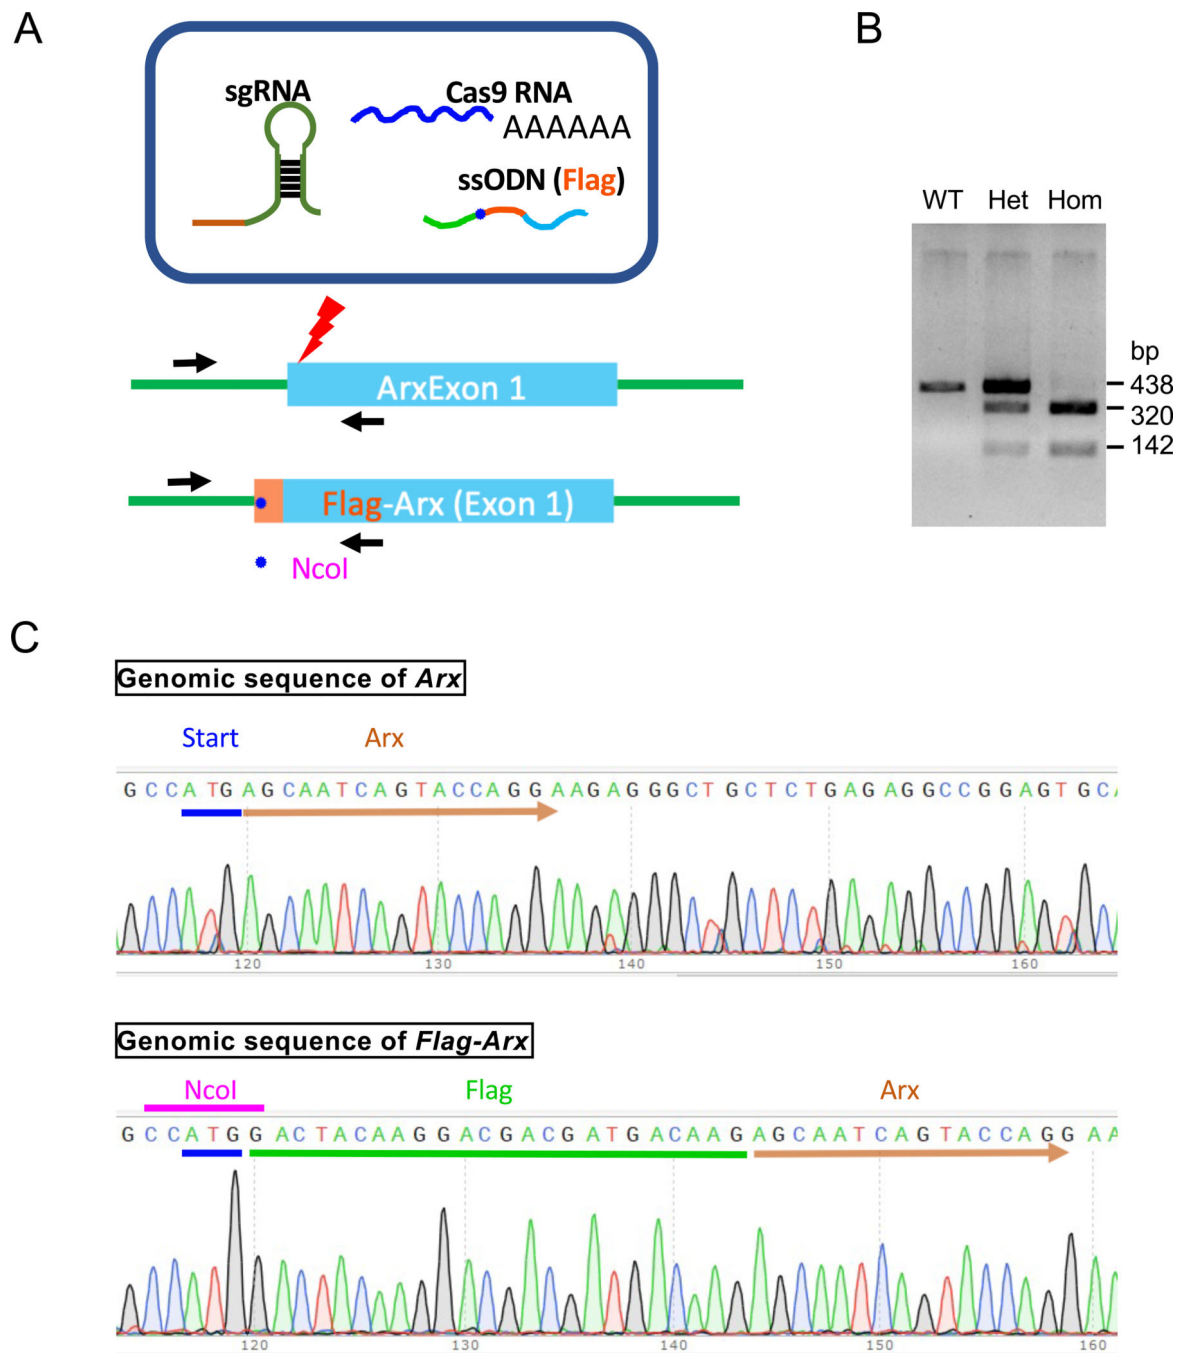 A
B
sgRNA
Cas9 RNA
AAAAAA
ssODN (Flag)
WT Het Hom
bp
438
320
142
ArxExon 1
Flag-Arx (Exon 1)
NcoI
C
Genomic sequence of Arx
Start Arx
GCCATGAGCAATCAGTACCAGGAAGAGGGCTGCTCTGAGAGGCCGGAGTGCA
120 130 140 150 160
Genomic sequence of Flag-Arx
NcoI Flag Arx
GCCATGGACTACAAGGACGACGATGACAAGAGCAATCAGTACCAGGAA
120 130 140 150 160